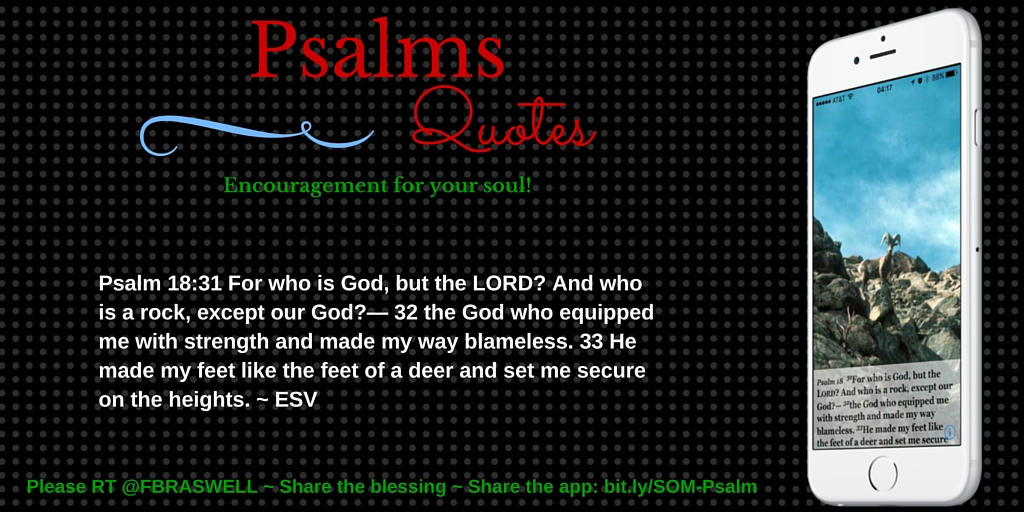 Psalms
Quotes
Encouragement for your soul!
Psalm 18:31 For who is God, but the LORD? And who
is a rock, except our God?— 32 the God who equipped
me with strength and made my way blameless. 33 He
made my feet like the feet of a deer and set me secure
on the heights. ~ ESV
Please RT @FBRASWELL ~ Share the blessing ~ Share the app: bit.ly/SOM-Psalm
AT&T 04:17 36%
Psalm 18 ³¹For who is God, but the
LORD? And who is a rock, except our
God?— ³²the God who equipped me
with strength and made my way
blameless. ³³He made my feet like
the feet of a deer and set me secure